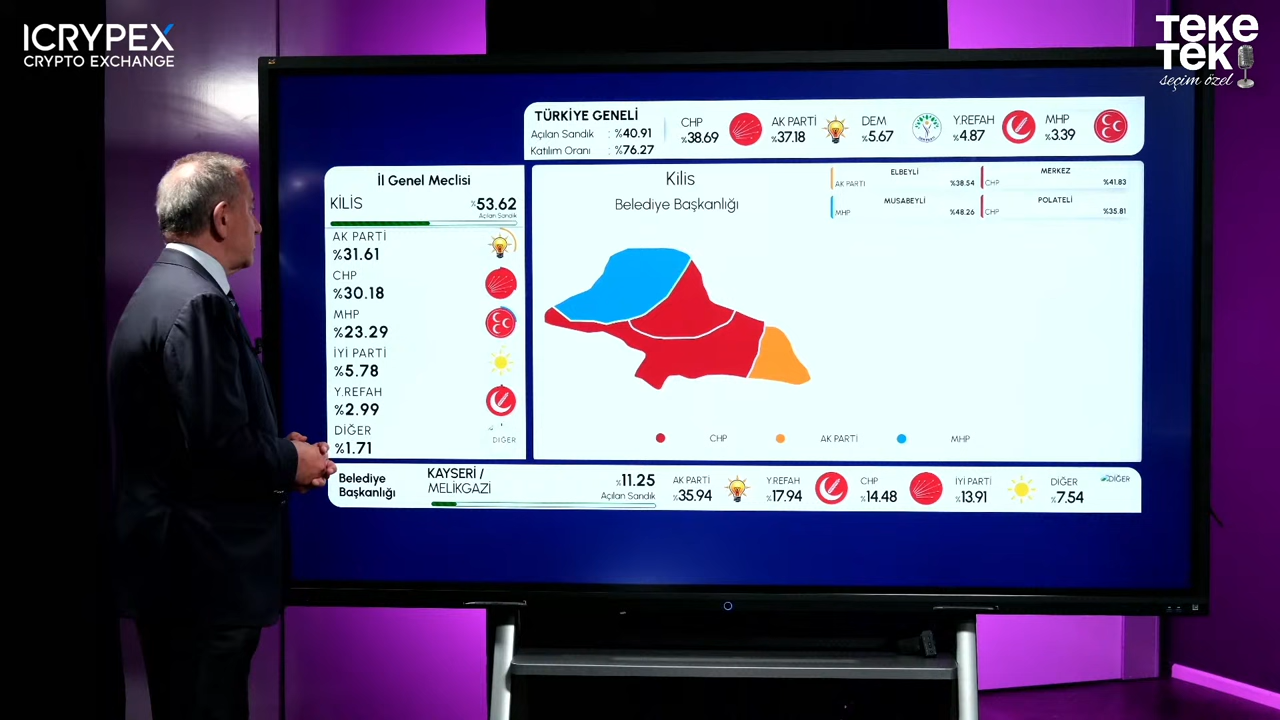 ICRYPEX
CRYPTO EXCHANGE
TEKE
TEK
seçim özel
TÜRKİYE GENELİ
Açılan Sandık : %40.91
Katılım Oranı : %76.27
CHP
%38.69
AK PARTİ
%37.18
DEM
%5.67
Y.REFAH
%4.87
MHP
%3.39
İl Genel Meclisi
KİLİS
%53.62
Açılan Sandık
AK PARTİ
%31.61
CHP
%30.18
MHP
%23.29
İYİ PARTİ
%5.78
Y.REFAH
%2.99
DİĞER
%1.71
DİĞER
Kilis
Belediye Başkanlığı
ELBEYLİ
AK PARTİ %38.54
MERKEZ
CHP %41.83
MUSABEYLİ
MHP %48.26
POLATELİ
CHP %35.81
CHP AK PARTİ MHP
Belediye
Başkanlığı
KAYSERİ /
MELİKGAZİ
%11.25
Açılan Sandık
AK PARTİ
%35.94
Y.REFAH
%17.94
CHP
%14.48
İYİ PARTİ
%13.91
DİĞER
%7.54
DİĞER